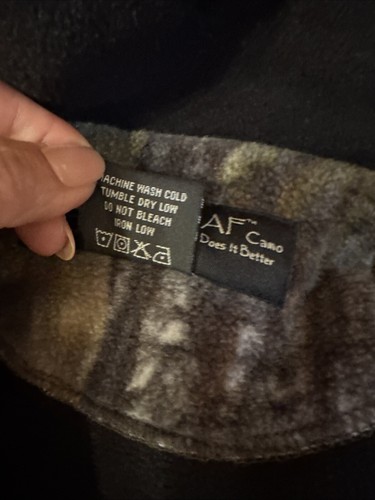 MACHINE WASH COLD
TUMBLE DRY LOW
DO NOT BLEACH
IRON LOW
AF™ Camo
Does It Better